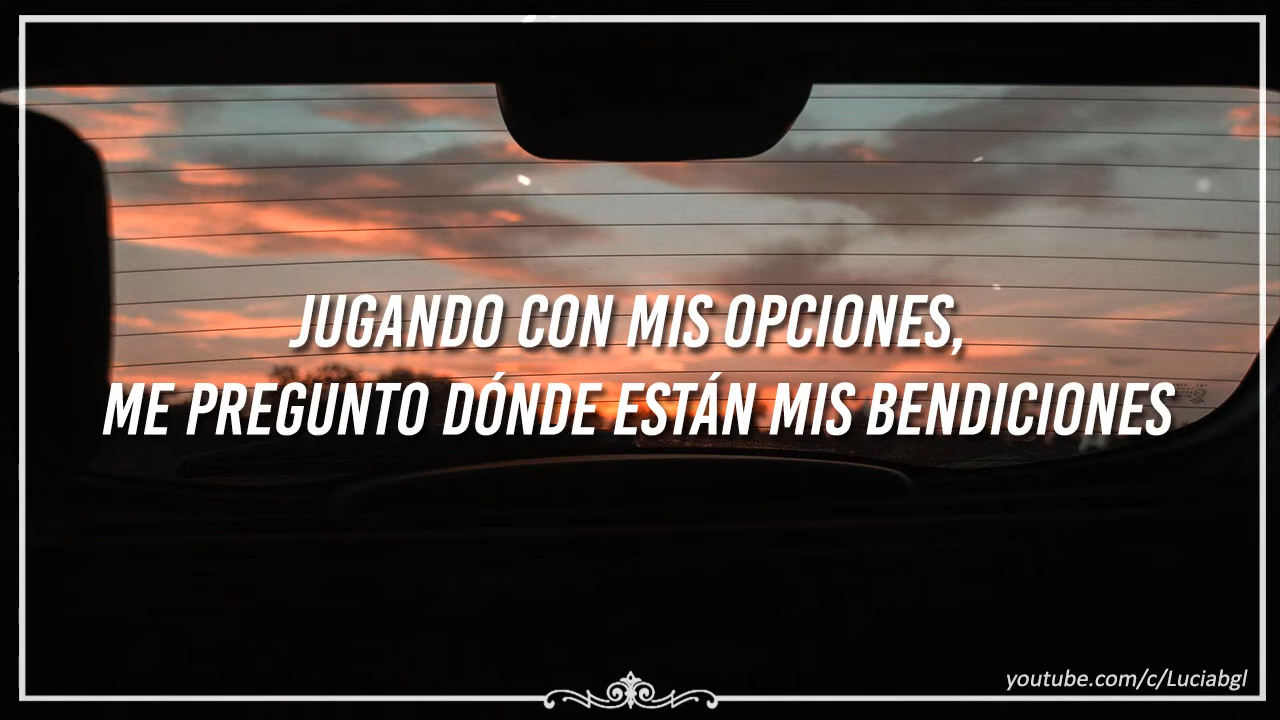 JUGANDO CON MIS OPCIONES,
ME PREGUNTO DÓNDE ESTÁN MIS BENDICIONES
youtube.com/c/Luciabgl